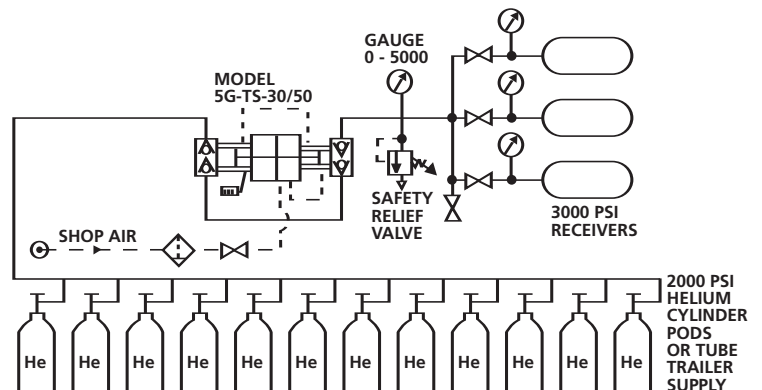 GAUGE
0 - 5000
MODEL
5G-TS-30/50
SAFETY
RELIEF
VALVE
3000 PSI
RECEIVERS
SHOP AIR
2000 PSI
HELIUM
CYLINDER
PODS
OR TUBE
TRAILER
SUPPLY
He He He He He He He He He He He He